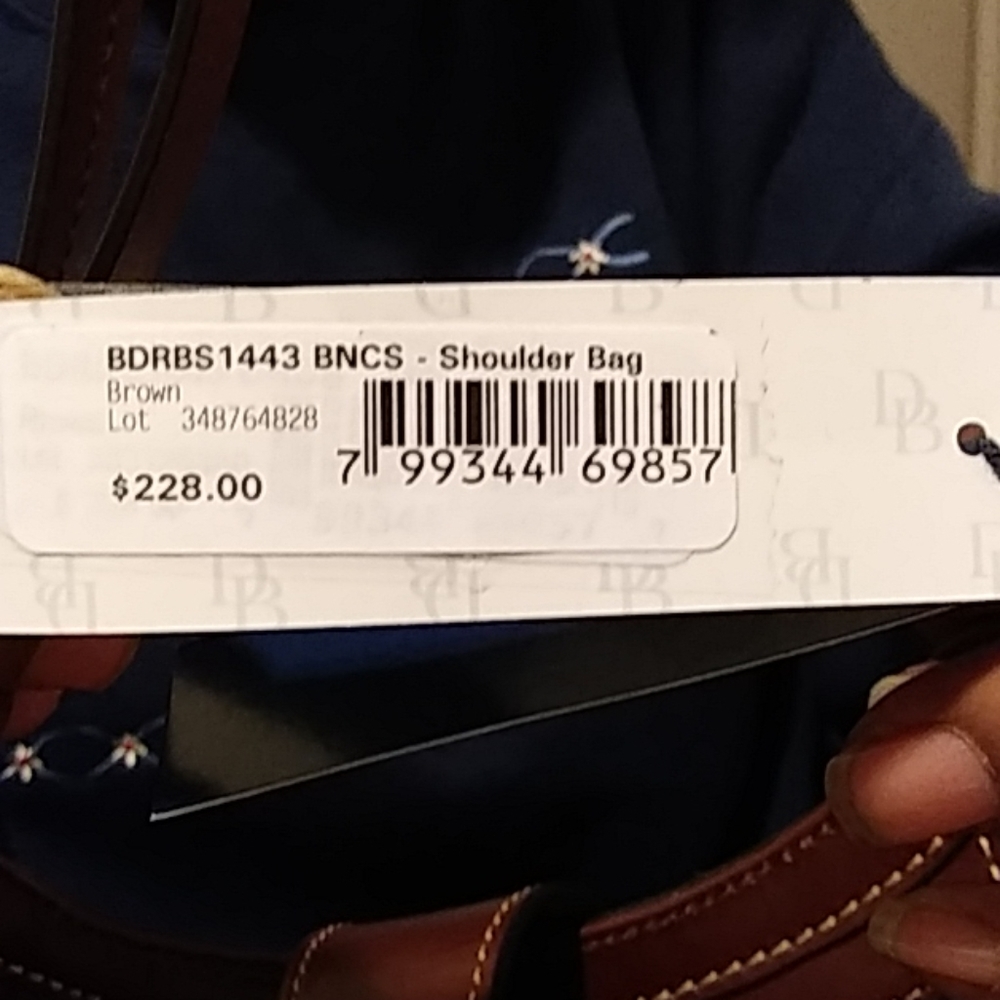 BDRBS1443 BNCS - Shoulder Bag
Brown
Lot 348764828
$228.00
7 99344 69857